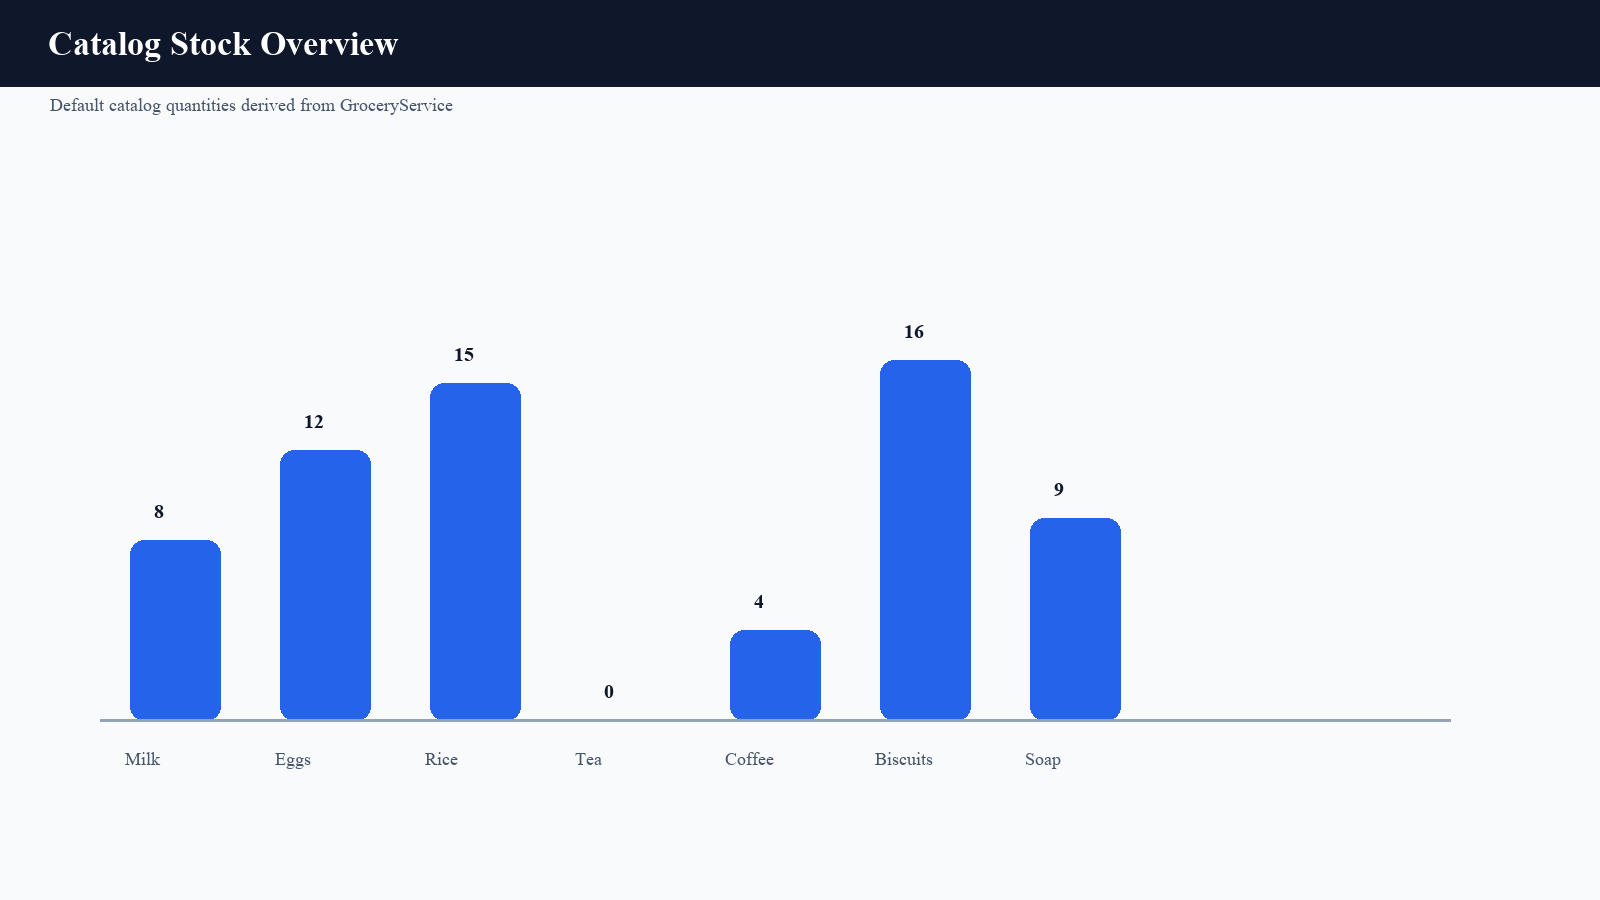 Catalog Stock Overview
Default catalog quantities derived from GroceryService
16
15
12
9
8
4
0
Milk Eggs Rice Tea Coffee Biscuits Soap